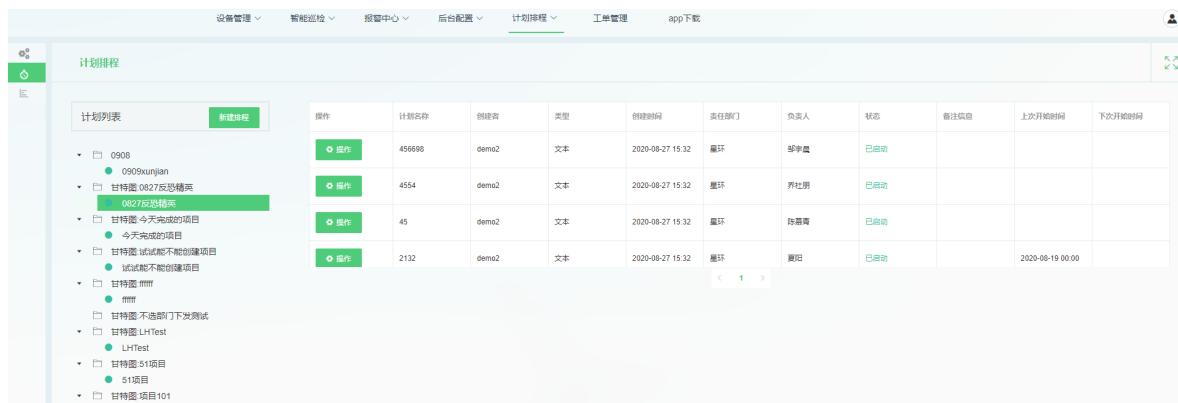 设备管理 智能巡检 报警中心 后台配置 计划排程 工单管理 app下载
计划排程
计划列表 新建排程
0908
0909xunjian
甘特图:0827反恐精英
0827反恐精英
甘特图:今天完成的项目
今天完成的项目
甘特图:试试能不能创建项目
试试能不能创建项目
甘特图:ffffff
ffffff
甘特图:不选部门下发测试
甘特图:LHTest
LHTest
甘特图:51项目
51项目
甘特图:项目101
操作 计划名称 创建者 类型 创建时间 责任部门 负责人 状态 备注信息 上次开始时间 下次开始时间
操作 456698 demo2 文本 2020-08-27 15:32 星环 邹宇晨 已启动
操作 4554 demo2 文本 2020-08-27 15:32 星环 乔社朋 已启动
操作 45 demo2 文本 2020-08-27 15:32 星环 陈慕青 已启动
操作 2132 demo2 文本 2020-08-27 15:32 星环 夏阳 已启动 2020-08-19 00:00
1